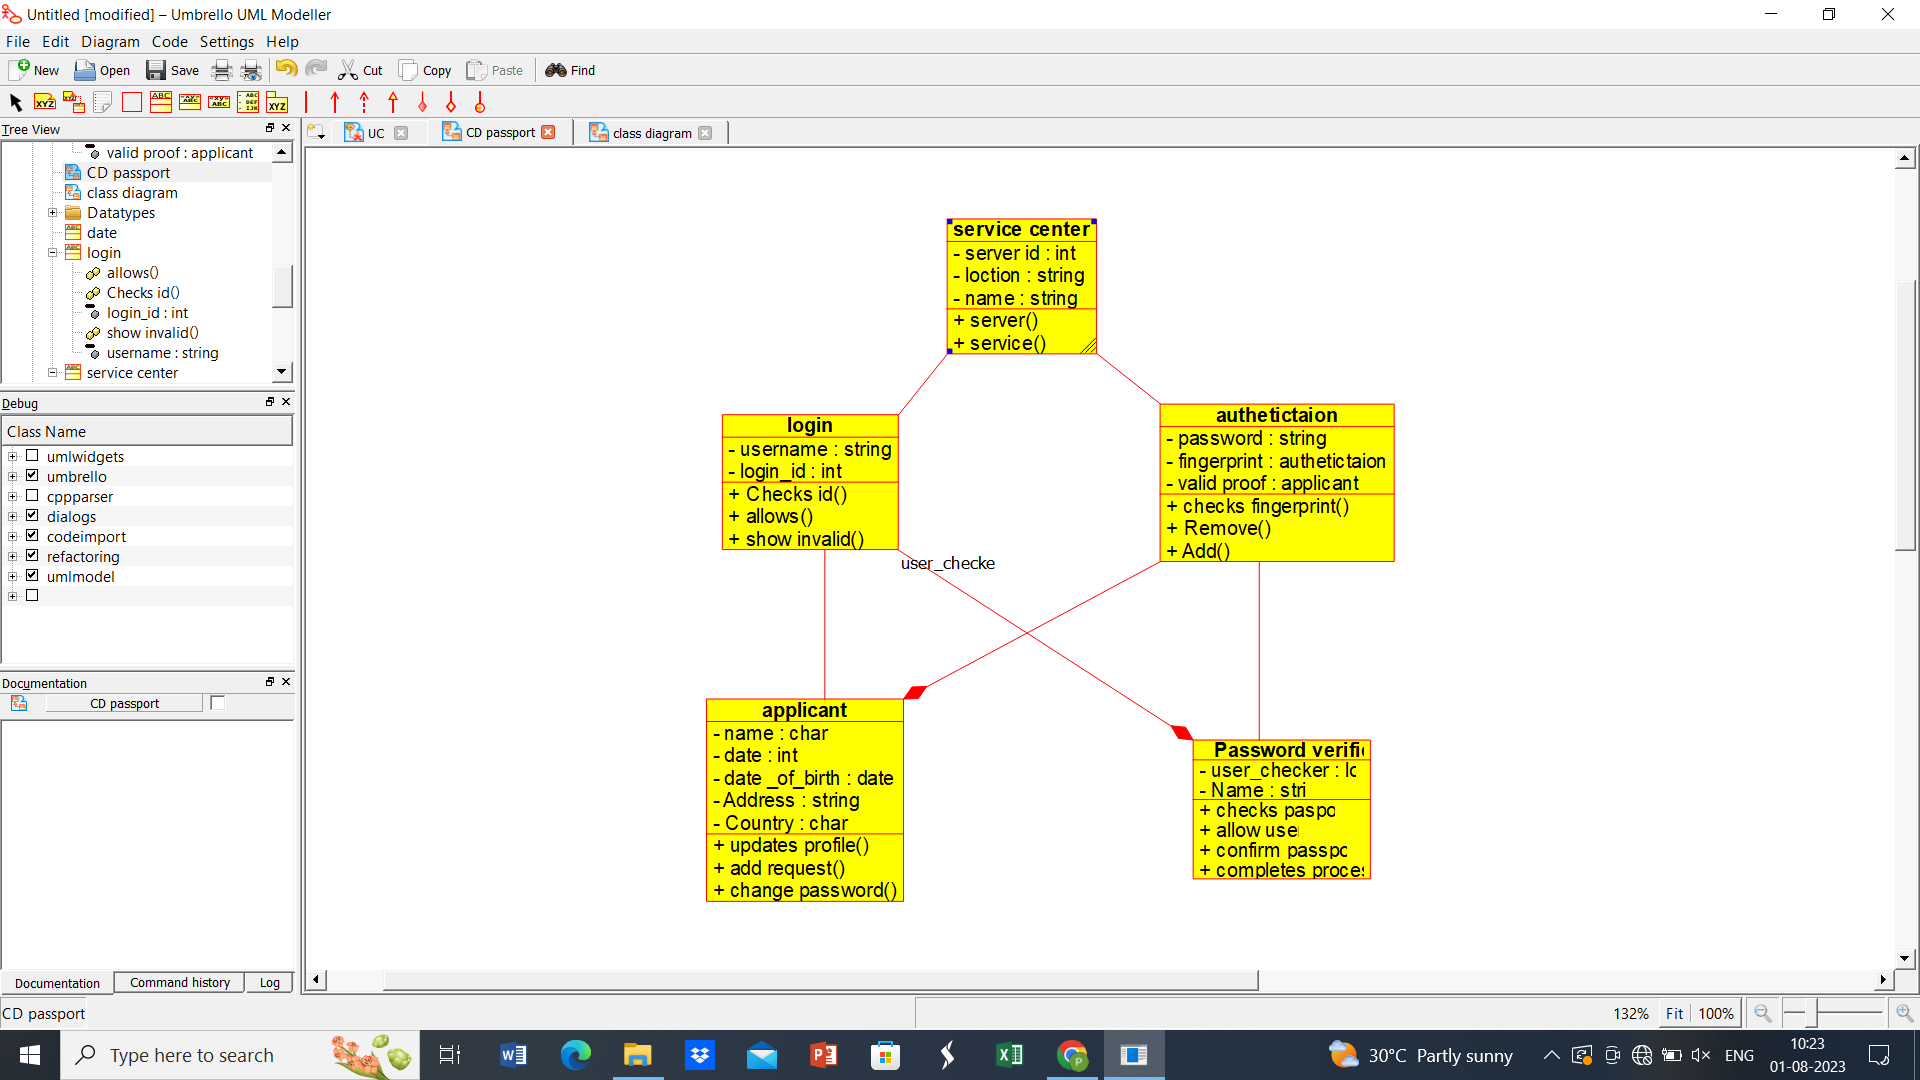 Untitled [modified] – Umbrello UML Modeller
File Edit Diagram Code Settings Help
New Open Save Cut Copy Paste Find
Tree View
UC
CD passport
class diagram
valid proof : applicant
CD passport
class diagram
Datatypes
date
login
allows()
Checks id()
login_id : int
show invalid()
username : string
service center
Debug
Class Name
umlwidgets
umbrello
cppparser
dialogs
codeimport
refactoring
umlmodel
Documentation
CD passport
Documentation
Command history
Log
service center
- server id : int
- loction : string
- name : string
+ server()
+ service()
login
- username : string
- login_id : int
+ Checks id()
+ allows()
+ show invalid()
authetictaion
- password : string
- fingerprint : authetictaion
- valid proof : applicant
+ checks fingerprint()
+ Remove()
+ Add()
user_checke
applicant
- name : char
- date : int
- date _of_birth : date
- Address : string
- Country : char
+ updates profile()
+ add request()
+ change password()
Password verific
- user_checker : lo
- Name : stri
+ checks paspo
+ allow use
+ confirm passpo
+ completes proces
CD passport
132% Fit 100%
Type here to search
30°C Partly sunny
ENG
10:23
01-08-2023